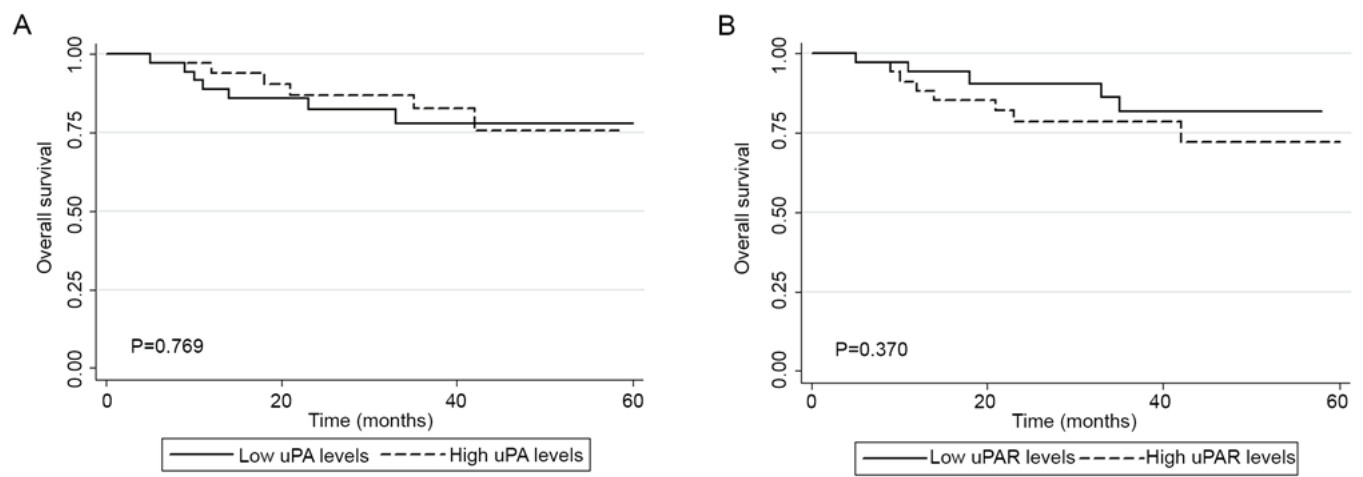 A
Overall survival
1.00
0.75
0.50
0.25
0.00
P=0.769
0 20 40 60
Time (months)
Low uPA levels High uPA levels
B
Overall survival
1.00
0.75
0.50
0.25
0.00
P=0.370
0 20 40 60
Time (months)
Low uPAR levels High uPAR levels